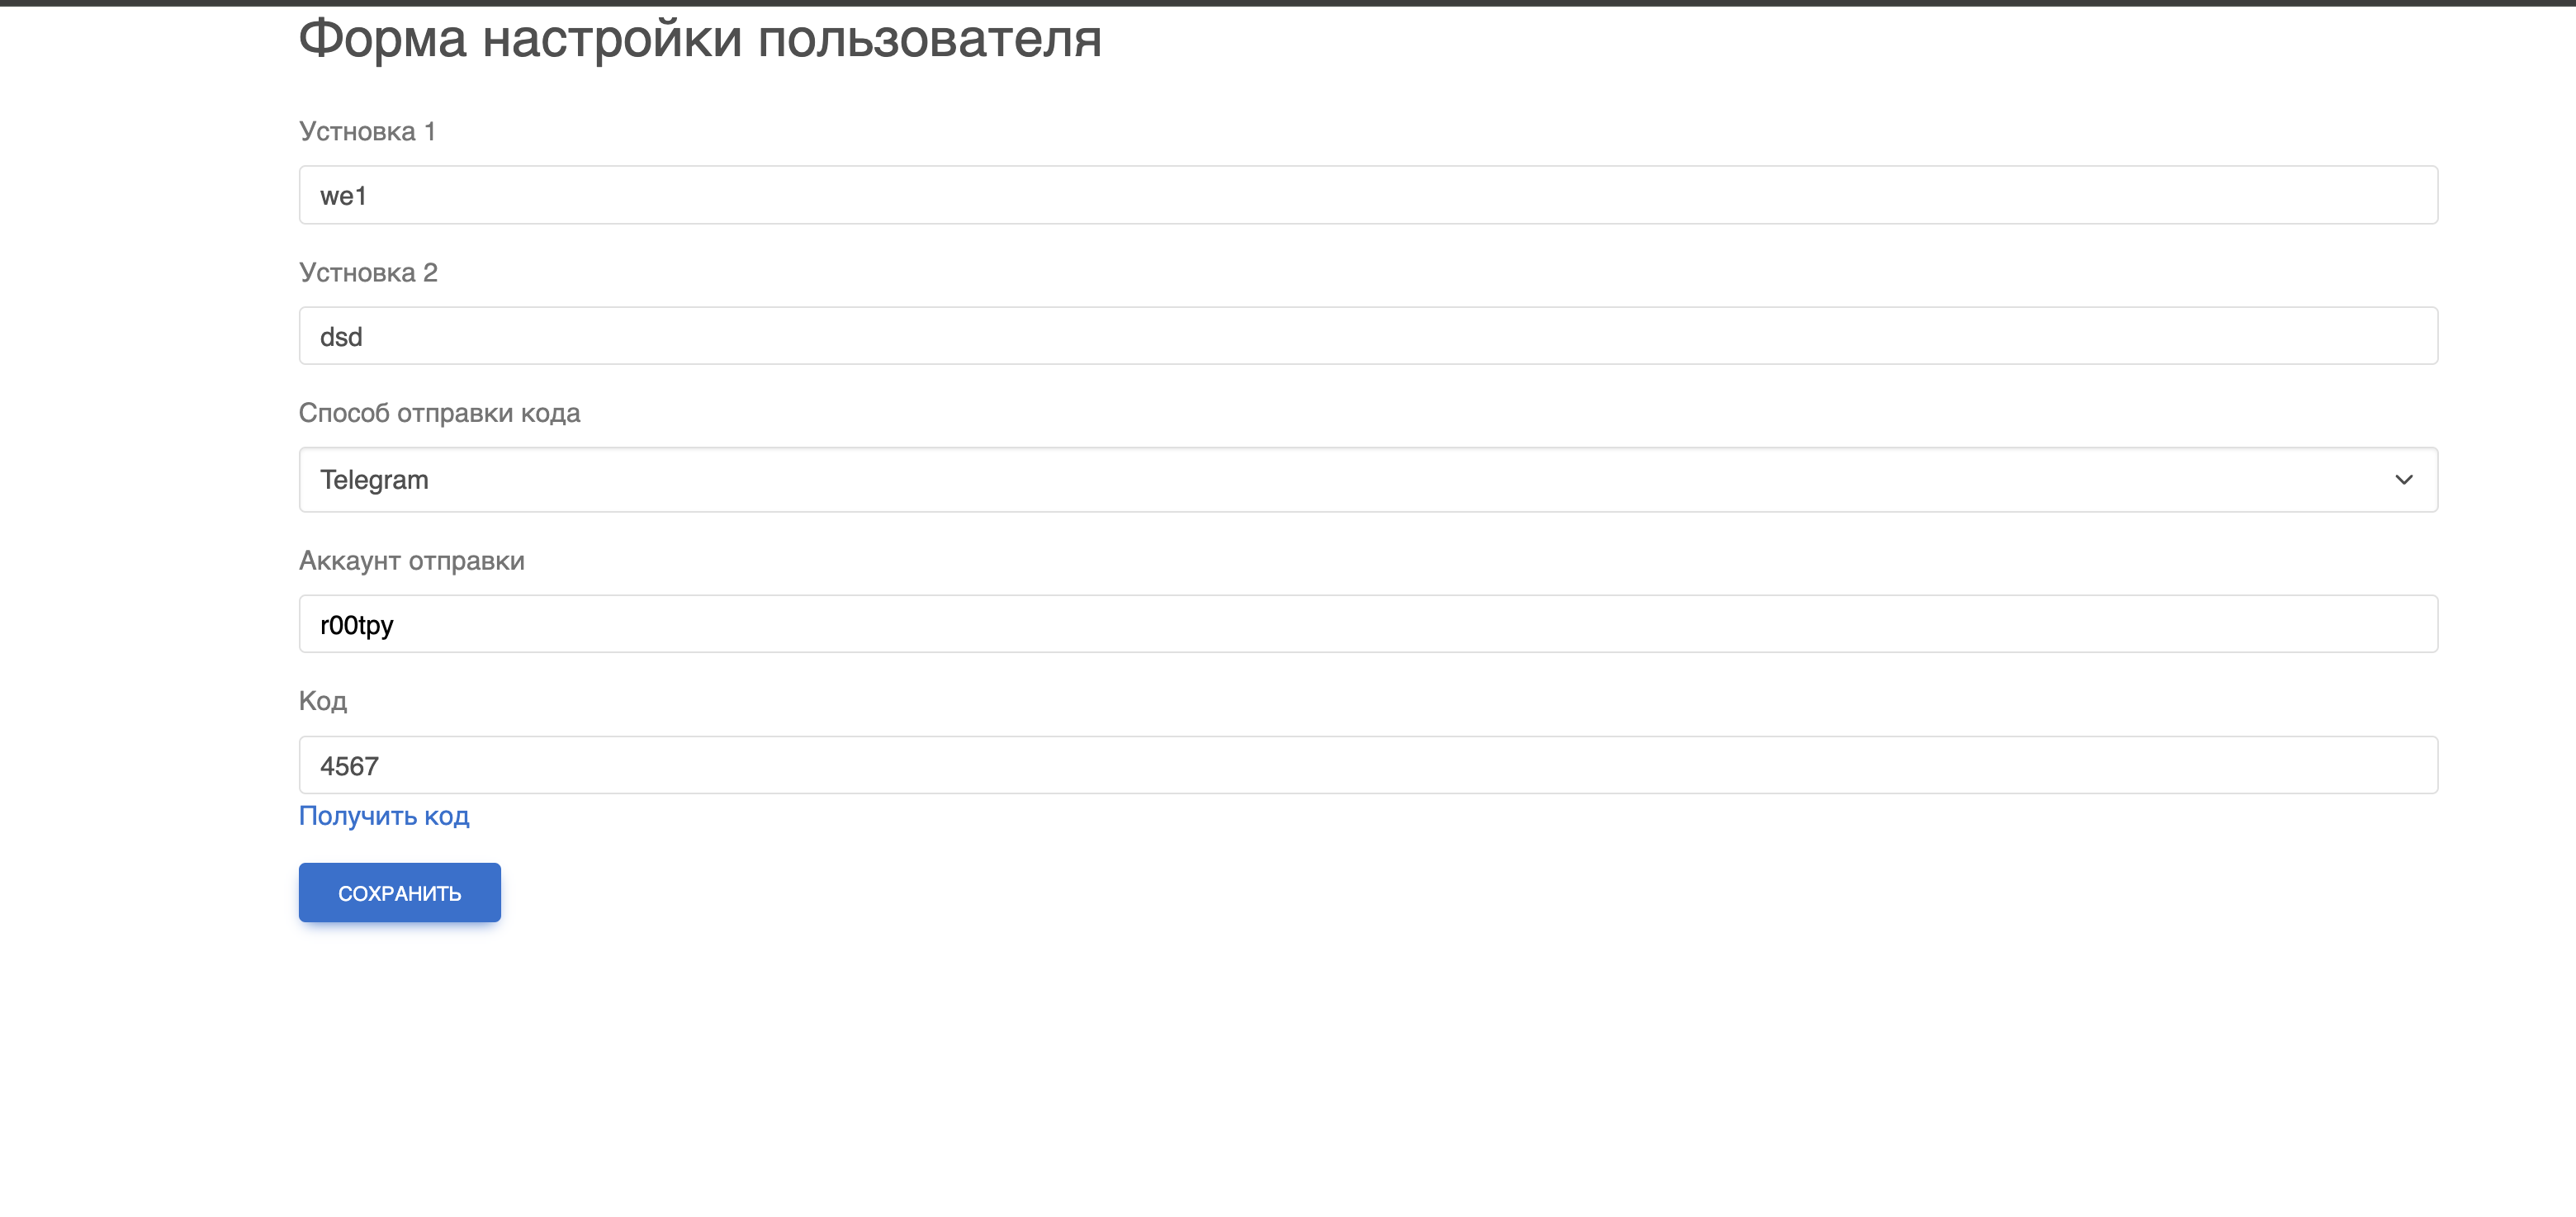 Форма настройки пользователя
Устновка 1
we1
Устновка 2
dsd
Способ отправки кода
Telegram
Аккаунт отправки
r00tpy
Код
4567
Получить код
СОХРАНИТЬ